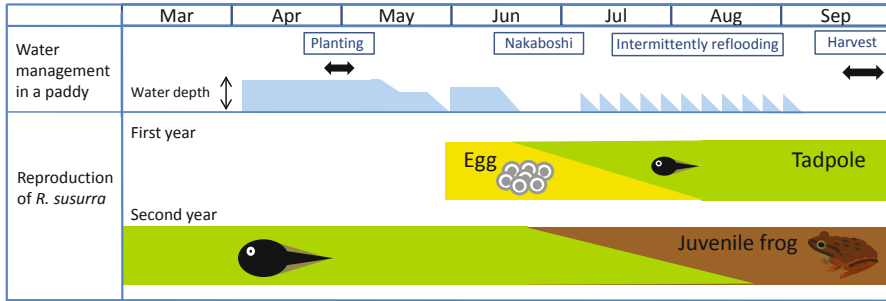 Mar Apr May Jun Jul Aug Sep
Water
management
in a paddy
Planting Nakaboshi Intermittently reflooding Harvest
Water depth
Reproduction
of R. susurra
First year
Egg Tadpole
Second year
Juvenile frog